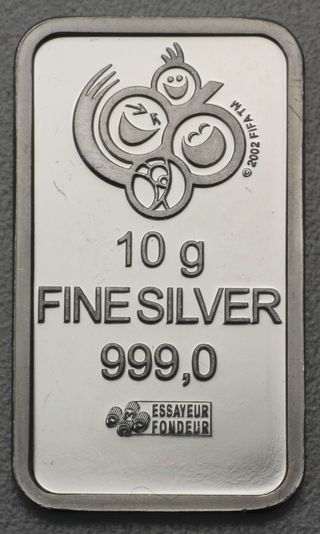 © 2002 FIFA TM
10 g
FINE SILVER
999,0
ESSAYEUR
FONDEUR